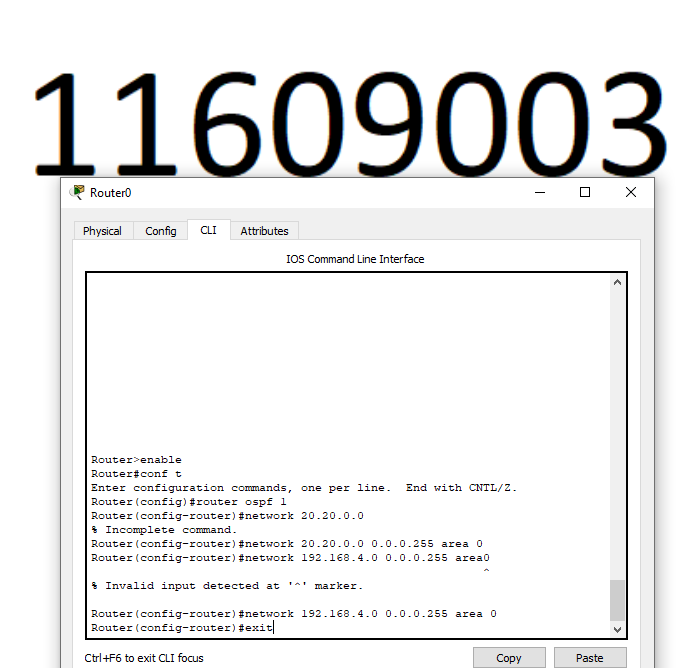 11609003
Router0
Physical Config CLI Attributes
IOS Command Line Interface
Router>enable
Router#conf t
Enter configuration commands, one per line.  End with CNTL/Z.
Router(config)#router ospf 1
Router(config-router)#network 20.20.0.0
% Incomplete command.
Router(config-router)#network 20.20.0.0 0.0.0.255 area 0
Router(config-router)#network 192.168.4.0 0.0.0.255 area0
^
% Invalid input detected at '^' marker.
Router(config-router)#network 192.168.4.0 0.0.0.255 area 0
Router(config-router)#exit
Ctrl+F6 to exit CLI focus Copy Paste